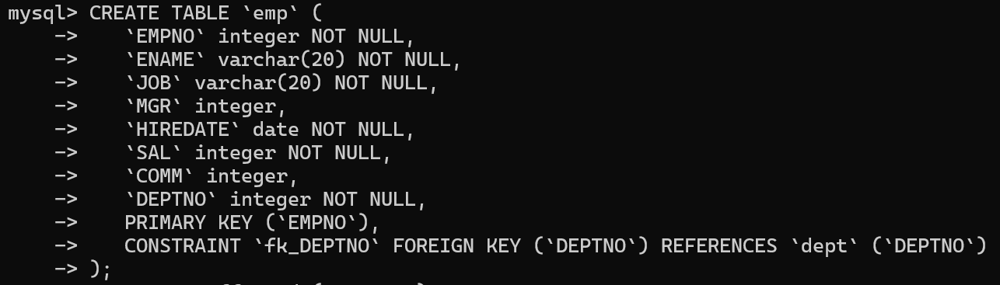 mysql> CREATE TABLE `emp` (
    ->    `EMPNO` integer NOT NULL,
    ->    `ENAME` varchar(20) NOT NULL,
    ->    `JOB` varchar(20) NOT NULL,
    ->    `MGR` integer,
    ->    `HIREDATE` date NOT NULL,
    ->    `SAL` integer NOT NULL,
    ->    `COMM` integer,
    ->    `DEPTNO` integer NOT NULL,
    ->    PRIMARY KEY (`EMPNO`),
    ->    CONSTRAINT `fk_DEPTNO` FOREIGN KEY (`DEPTNO`) REFERENCES `dept` (`DEPTNO`)
    -> );